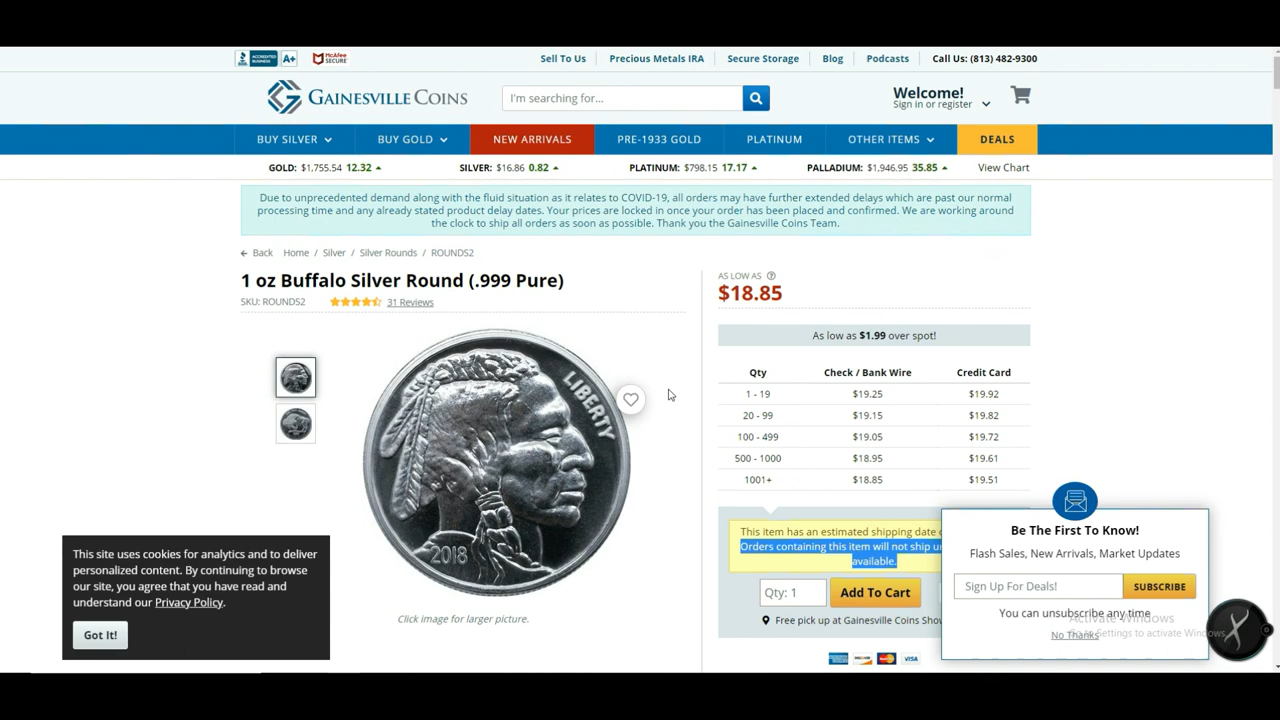 ACCREDITED BUSINESS A+
McAfee SECURE
Sell To Us
Precious Metals IRA
Secure Storage
Blog
Podcasts
Call Us: (813) 482-9300
GAINESVILLE COINS
I'm searching for...
Welcome!
Sign in or register
BUY SILVER
BUY GOLD
NEW ARRIVALS
PRE-1933 GOLD
PLATINUM
OTHER ITEMS
DEALS
GOLD: $1,755.54 12.32
SILVER: $16.86 0.82
PLATINUM: $798.15 17.17
PALLADIUM: $1,946.95 35.85
View Chart
Due to unprecedented demand along with the fluid situation as it relates to COVID-19, all orders may have further extended delays which are past our normal
processing time and any already stated product delay dates. Your prices are locked in once your order has been placed and confirmed. We are working around
the clock to ship all orders as soon as possible. Thank you the Gainesville Coins Team.
Back Home / Silver / Silver Rounds / ROUNDS2
1 oz Buffalo Silver Round (.999 Pure)
SKU: ROUNDS2
31 Reviews
LIBERTY
2018
Click image for larger picture.
AS LOW AS ?
$18.85
As low as $1.99 over spot!
Qty Check / Bank Wire Credit Card
1 - 19 $19.25 $19.92
20 - 99 $19.15 $19.82
100 - 499 $19.05 $19.72
500 - 1000 $18.95 $19.61
1001+ $18.85 $19.51
This item has an estimated shipping date
Orders containing this item will not ship
available.
Qty: 1
Add To Cart
Free pick up at Gainesville Coins
DISCOVER
VISA
This site uses cookies for analytics and to deliver
personalized content. By continuing to browse
our site, you agree that you have read and
understand our Privacy Policy.
Got It!
Be The First To Know!
Flash Sales, New Arrivals, Market Updates
Sign Up For Deals!
SUBSCRIBE
You can unsubscribe any time
No Thanks
Activate Windows
Go to Settings to activate Windows.